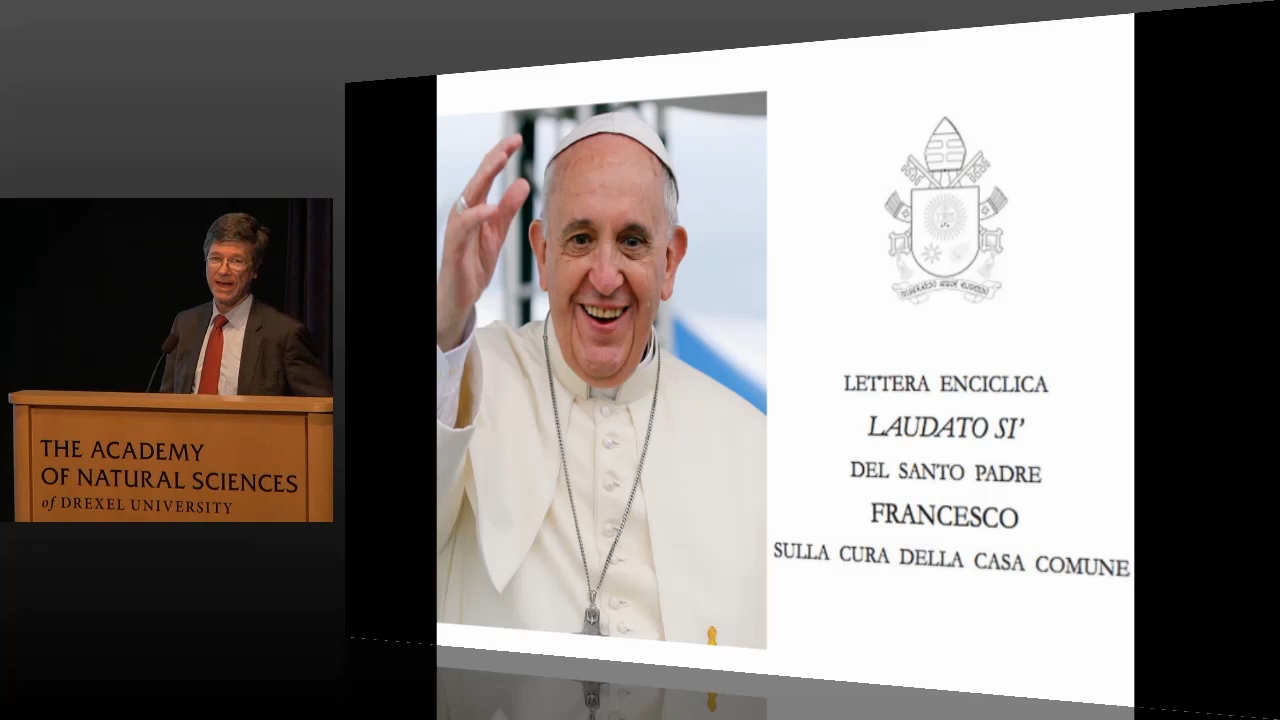 THE ACADEMY
OF NATURAL SCIENCES
of DREXEL UNIVERSITY
LETTERA ENCICLICA
LAUDATO SI'
DEL SANTO PADRE
FRANCESCO
SULLA CURA DELLA CASA COMUNE